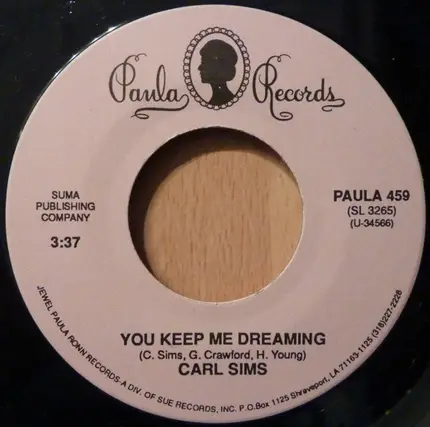 Paula Records
SUMA
PUBLISHING
COMPANY
3:37
PAULA 459
(SL 3265)
(U-34566)
YOU KEEP ME DREAMING
(C. Sims, G. Crawford, H. Young)
CARL SIMS
JEWEL PAULA RONN RECORDS-A DIV. OF SUE RECORDS, INC. P.O.Box 1125 Shreveport, LA 71163-1125 (318)227-2228